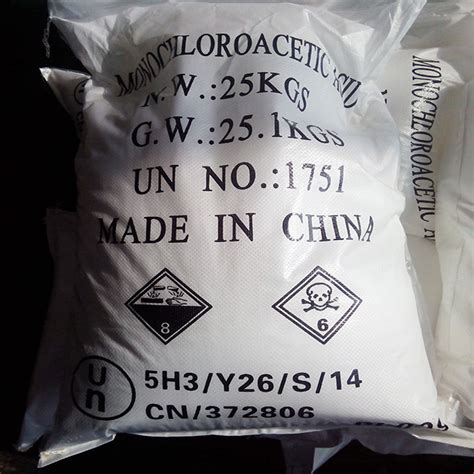 MONOCHLOROACETIC ACID
N.W.:25KGS
G.W.:25.1KGS
UN NO.:1751
MADE IN CHINA
8
6
un
5H3/Y26/S/14
CN/372806
MONOCHLOROACETIC